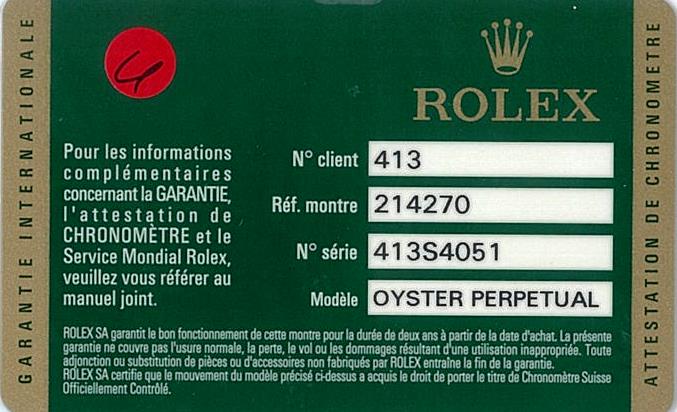 GARANTIE INTERNATIONALE
ROLEX
Pour les informations
complémentaires
concernant la GARANTIE,
l'attestation de
CHRONOMÈTRE et le
Service Mondial Rolex,
veuillez vous référer au
manuel joint.
N° client 413
Réf. montre 214270
N° série 413S4051
Modèle OYSTER PERPETUAL
ROLEX SA garantit le bon fonctionnement de cette montre pour la durée de deux ans à partir de la date d'achat. La présente
garantie ne couvre pas l'usure normale, la perte, le vol ou les dommages résultant d'une utilisation inappropriée. Toute
adjonction ou substitution de pièces ou d'accessoires non fabriqués par ROLEX entraîne la fin de la garantie.
ROLEX SA certifie que le mouvement du modèle précisé ci-dessus a acquis le droit de porter le titre de Chronomètre Suisse
Officiellement Contrôlé.
ATTESTATION DE CHRONOMETRE